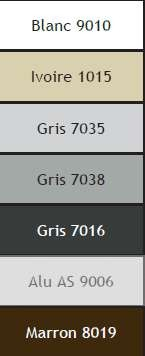 Blanc 9010
Ivoire 1015
Gris 7035
Gris 7038
Gris 7016
Alu AS 9006
Marron 8019